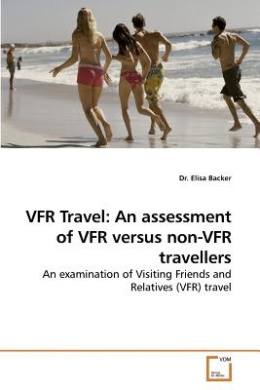 Dr. Elisa Backer
VFR Travel: An assessment
of VFR versus non-VFR
travellers
An examination of Visiting Friends and
Relatives (VFR) travel
VDM